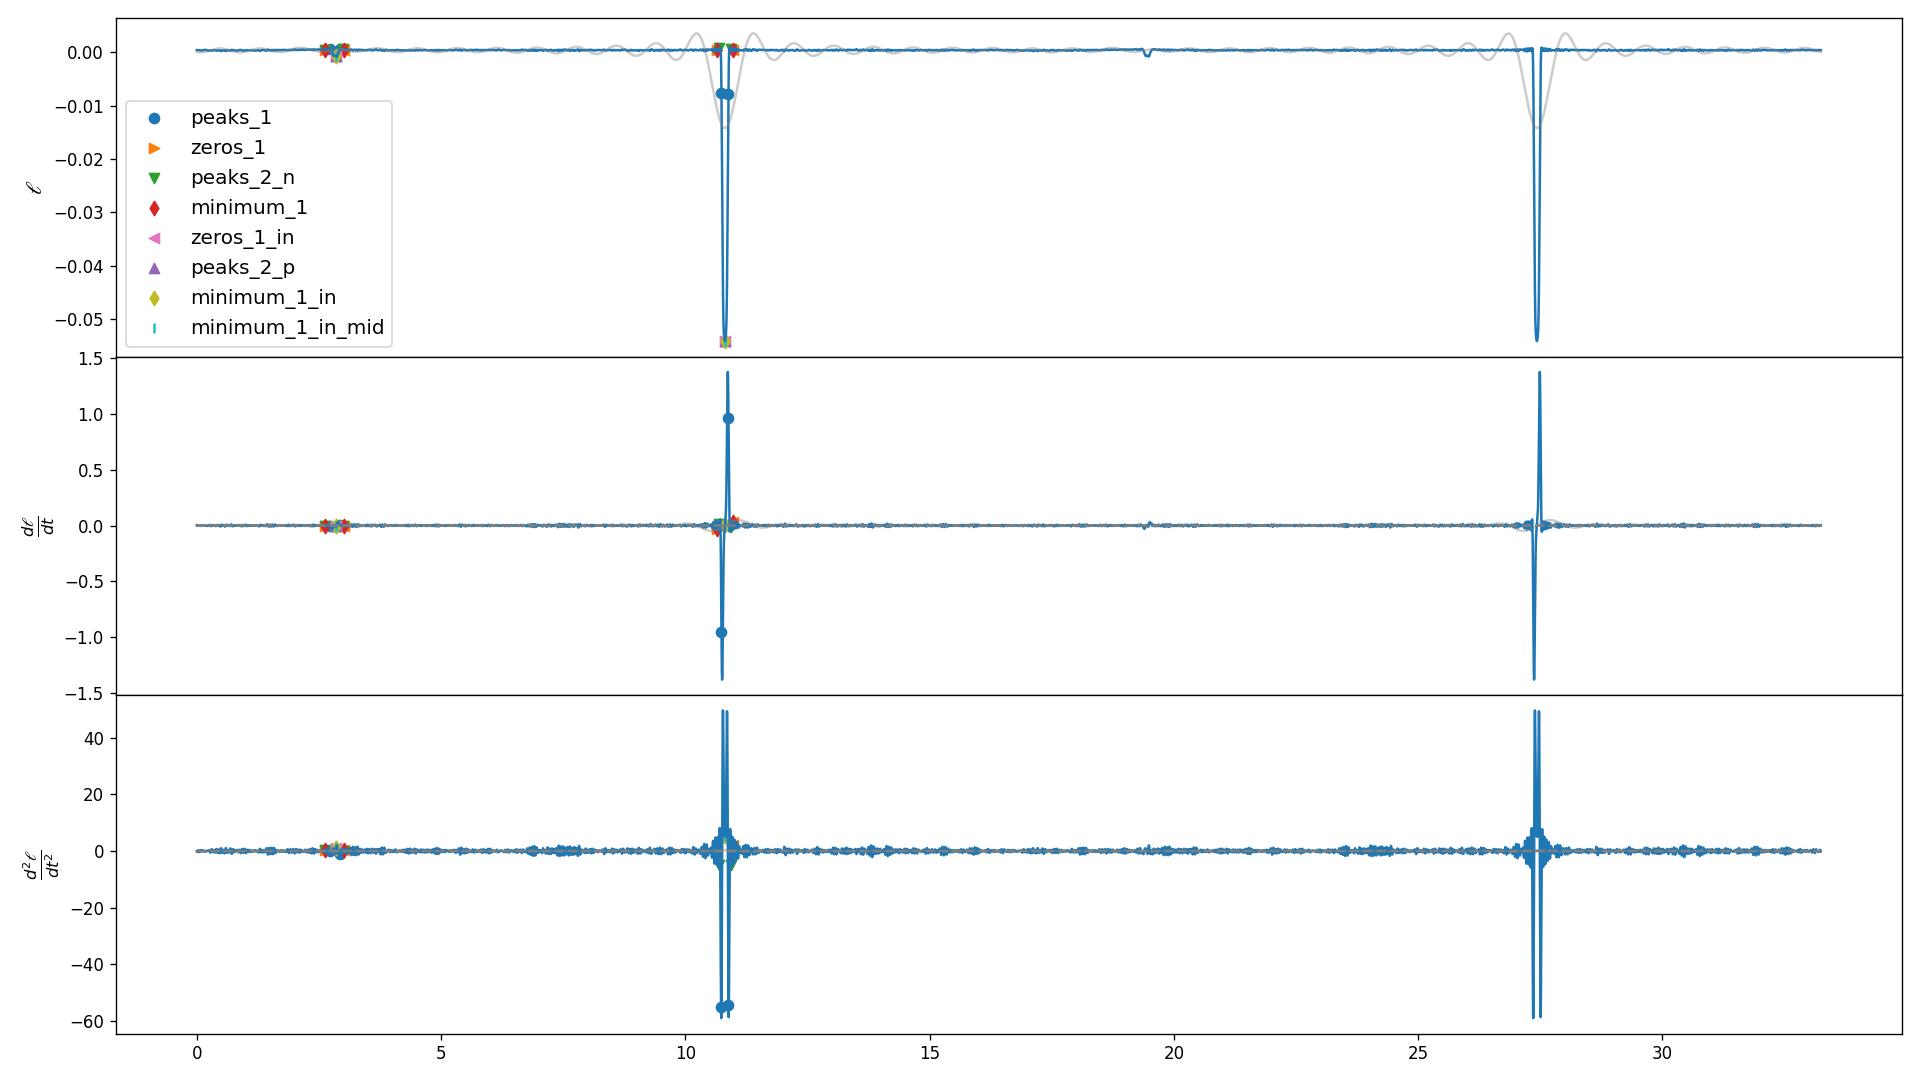 0.00
−0.01
−0.02
−0.03
−0.04
−0.05
ℓ
peaks_1
zeros_1
peaks_2_n
minimum_1
zeros_1_in
peaks_2_p
minimum_1_in
minimum_1_in_mid
1.5
1.0
0.5
0.0
−0.5
−1.0
−1.5
dℓ/dt
40
20
0
−20
−40
−60
d²ℓ/dt²
0 5 10 15 20 25 30